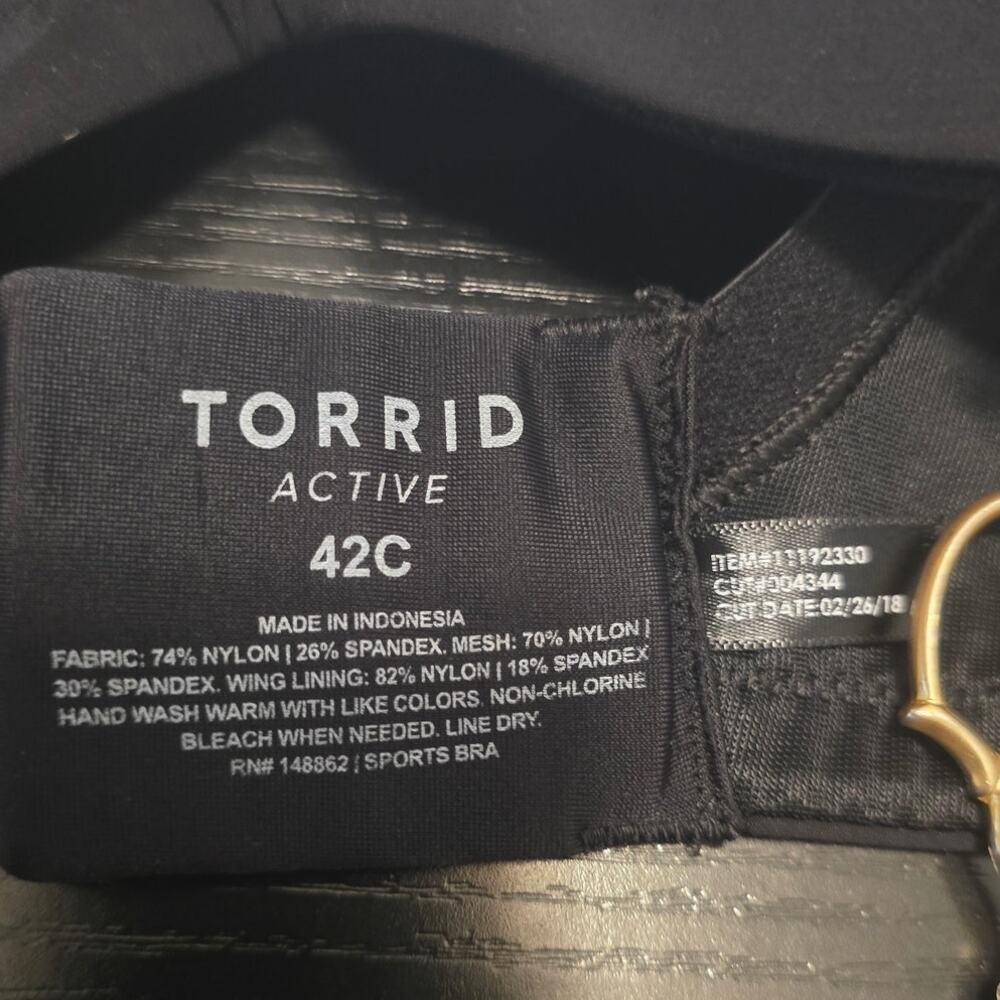 TORRID
ACTIVE
42C
MADE IN INDONESIA
FABRIC: 74% NYLON | 26% SPANDEX. MESH: 70% NYLON |
30% SPANDEX. WING LINING: 82% NYLON | 18% SPANDEX
HAND WASH WARM WITH LIKE COLORS. NON-CHLORINE
BLEACH WHEN NEEDED. LINE DRY.
RN# 148862 | SPORTS BRA
ITEM#11192330
CUT#004344
CUT DATE:02/26/18